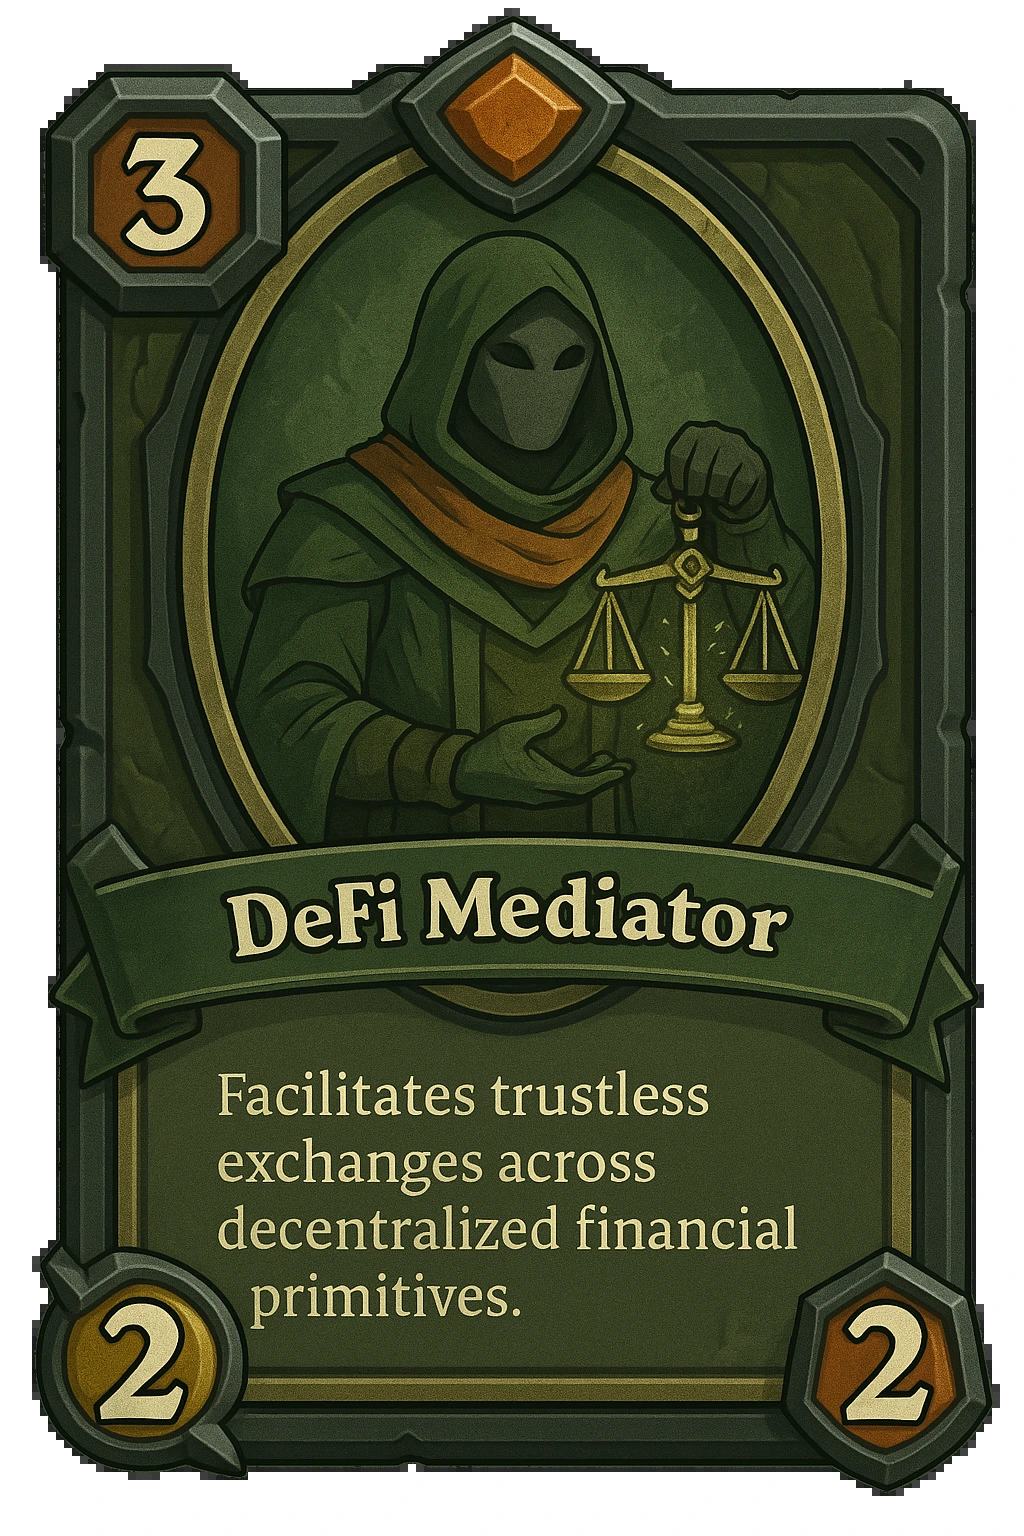 3
DeFi Mediator
Facilitates trustless
exchanges across
decentralized financial
primitives.
2
2